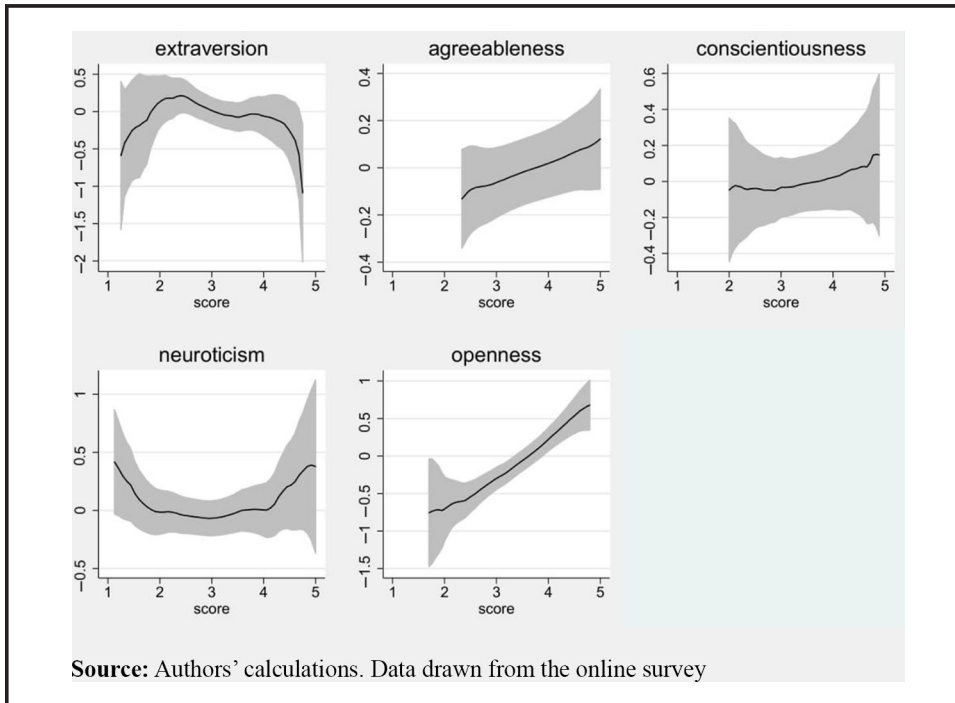 extraversion
0.5
0
−0.5
−1
−1.5
−2
1 2 3 4 5
score
agreeableness
0.4
0.2
0
−0.2
−0.4
1 2 3 4 5
score
conscientiousness
0.6
0.4
0.2
0
−0.2
−0.4
1 2 3 4 5
score
neuroticism
1
0.5
0
−0.5
1 2 3 4 5
score
openness
1
0.5
0
−0.5
−1
−1.5
1 2 3 4 5
score
Source: Authors’ calculations. Data drawn from the online survey